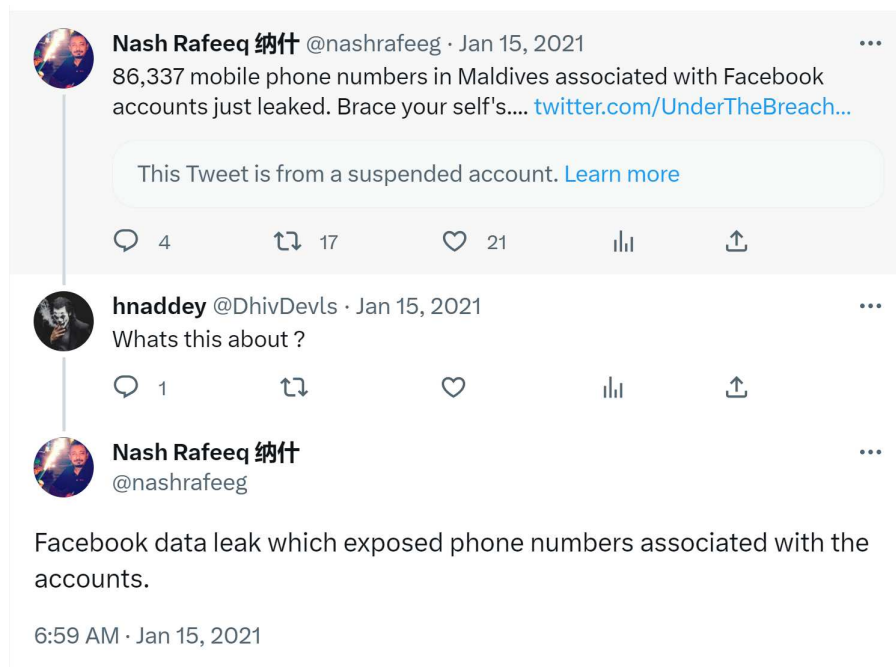 Nash Rafeeq 纳什 @nashrafeeg · Jan 15, 2021
86,337 mobile phone numbers in Maldives associated with Facebook
accounts just leaked. Brace your self's.... twitter.com/UnderTheBreach...
This Tweet is from a suspended account. Learn more
4 17 21
hnaddey @DhivDevls · Jan 15, 2021
Whats this about ?
1
Nash Rafeeq 纳什
@nashrafeeg
Facebook data leak which exposed phone numbers associated with the
accounts.
6:59 AM · Jan 15, 2021